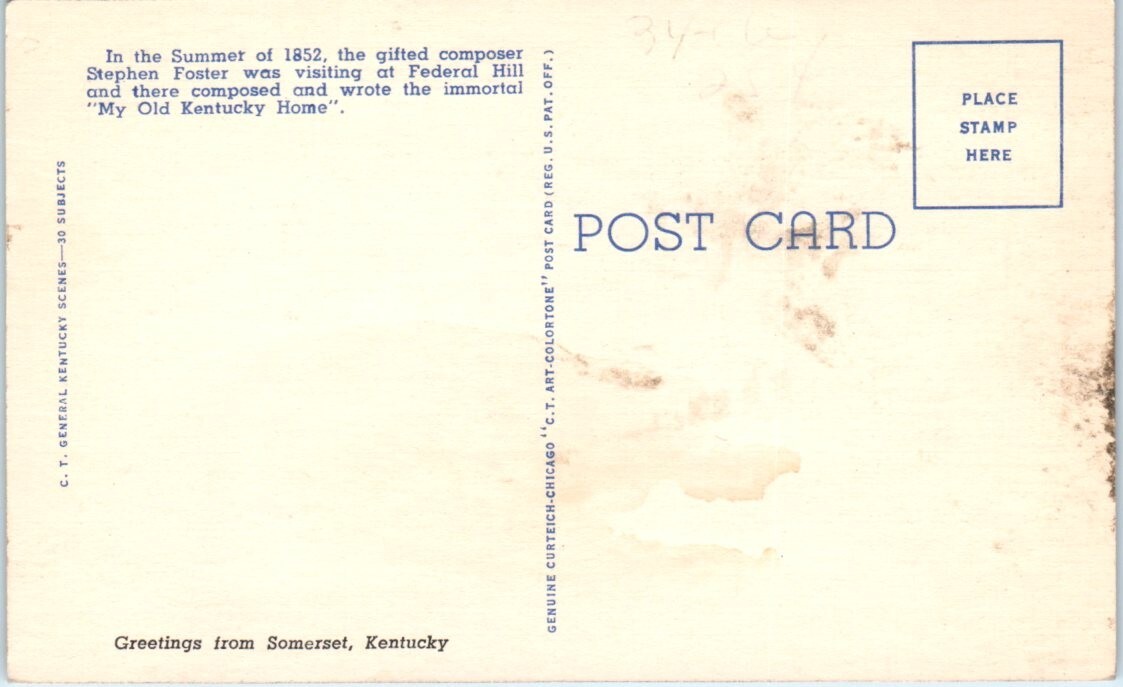 In the Summer of 1852, the gifted composer
Stephen Foster was visiting at Federal Hill
and there composed and wrote the immortal
"My Old Kentucky Home".
C. T. GENERAL KENTUCKY SCENES—30 SUBJECTS
Greetings from Somerset, Kentucky
GENUINE CURTEICH-CHICAGO "C.T. ART-COLORTONE" POST CARD (REG. U.S. PAT. OFF.)
POST CARD
PLACE
STAMP
HERE